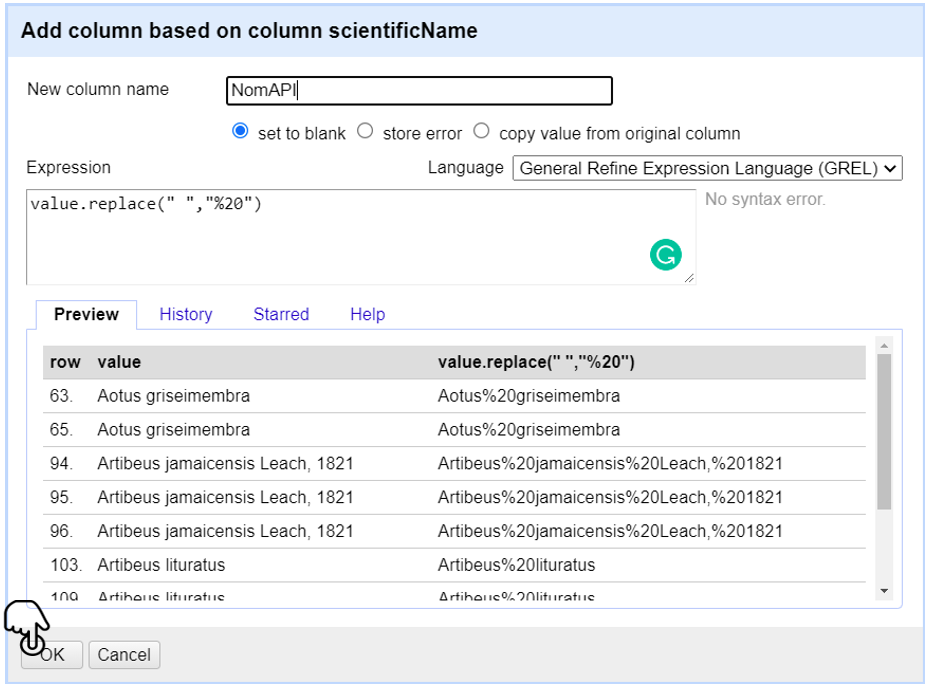 Add column based on column scientificName
New column name NomAPI
set to blank store error copy value from original column
Expression Language General Refine Expression Language (GREL)
value.replace(" ","%20") No syntax error.
Preview History Starred Help
row value value.replace(" ","%20")
63. Aotus griseimembra Aotus%20griseimembra
65. Aotus griseimembra Aotus%20griseimembra
94. Artibeus jamaicensis Leach, 1821 Artibeus%20jamaicensis%20Leach,%201821
95. Artibeus jamaicensis Leach, 1821 Artibeus%20jamaicensis%20Leach,%201821
96. Artibeus jamaicensis Leach, 1821 Artibeus%20jamaicensis%20Leach,%201821
103. Artibeus lituratus Artibeus%20lituratus
109. Artibeus lituratus Artibeus%20lituratus
OK Cancel